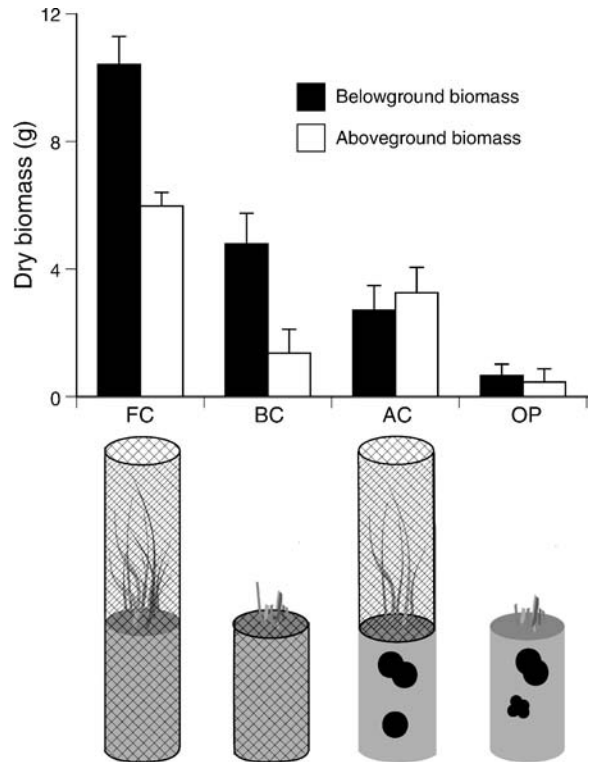 12
8
4
0
Dry biomass (g)
Belowground biomass
Aboveground biomass
FC BC AC OP